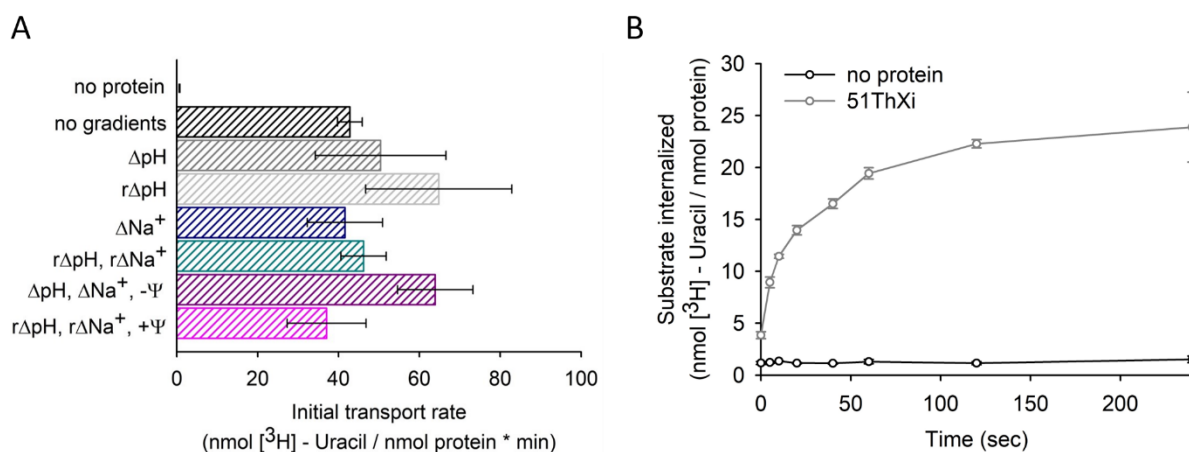 A
no protein
no gradients
ΔpH
rΔpH
ΔNa⁺
rΔpH, rΔNa⁺
ΔpH, ΔNa⁺, -Ψ
rΔpH, rΔNa⁺, +Ψ
0 20 40 60 80 100
Initial transport rate
(nmol [³H] - Uracil / nmol protein * min)
B
Substrate internalized
(nmol [³H] - Uracil / nmol protein)
30
25
20
15
10
5
0
no protein
51ThXi
0 50 100 150 200
Time (sec)